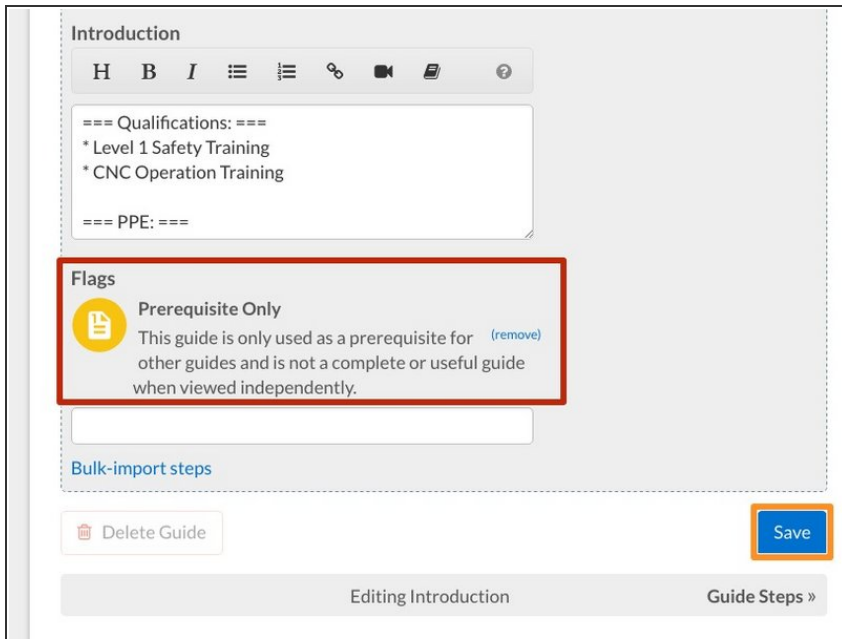 Introduction
H B I
=== Qualifications: ===
* Level 1 Safety Training
* CNC Operation Training
=== PPE: ===
Flags
Prerequisite Only
This guide is only used as a prerequisite for (remove)
other guides and is not a complete or useful guide
when viewed independently.
Bulk-import steps
Delete Guide
Save
Editing Introduction
Guide Steps »